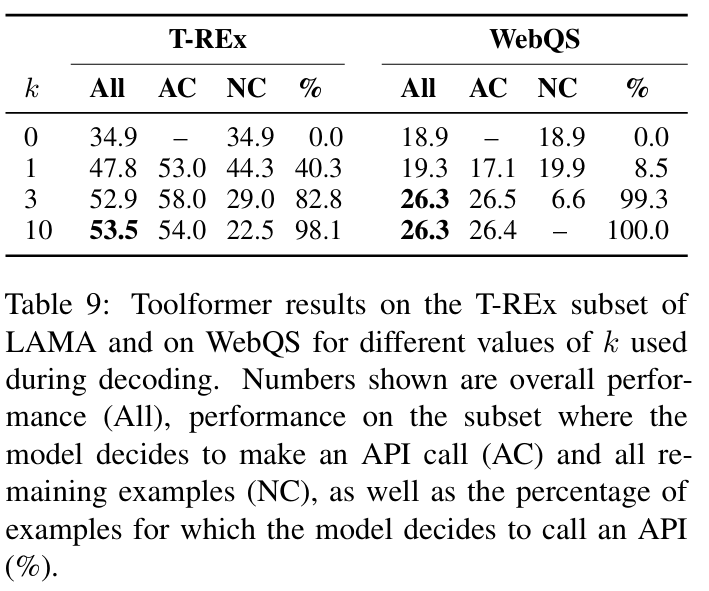 T-REx WebQS
k All AC NC % All AC NC %
0 34.9 – 34.9 0.0 18.9 – 18.9 0.0
1 47.8 53.0 44.3 40.3 19.3 17.1 19.9 8.5
3 52.9 58.0 29.0 82.8 26.3 26.5 6.6 99.3
10 53.5 54.0 22.5 98.1 26.3 26.4 – 100.0
Table 9: Toolformer results on the T-REx subset of
LAMA and on WebQS for different values of k used
during decoding. Numbers shown are overall perfor-
mance (All), performance on the subset where the
model decides to make an API call (AC) and all re-
maining examples (NC), as well as the percentage of
examples for which the model decides to call an API
(%).